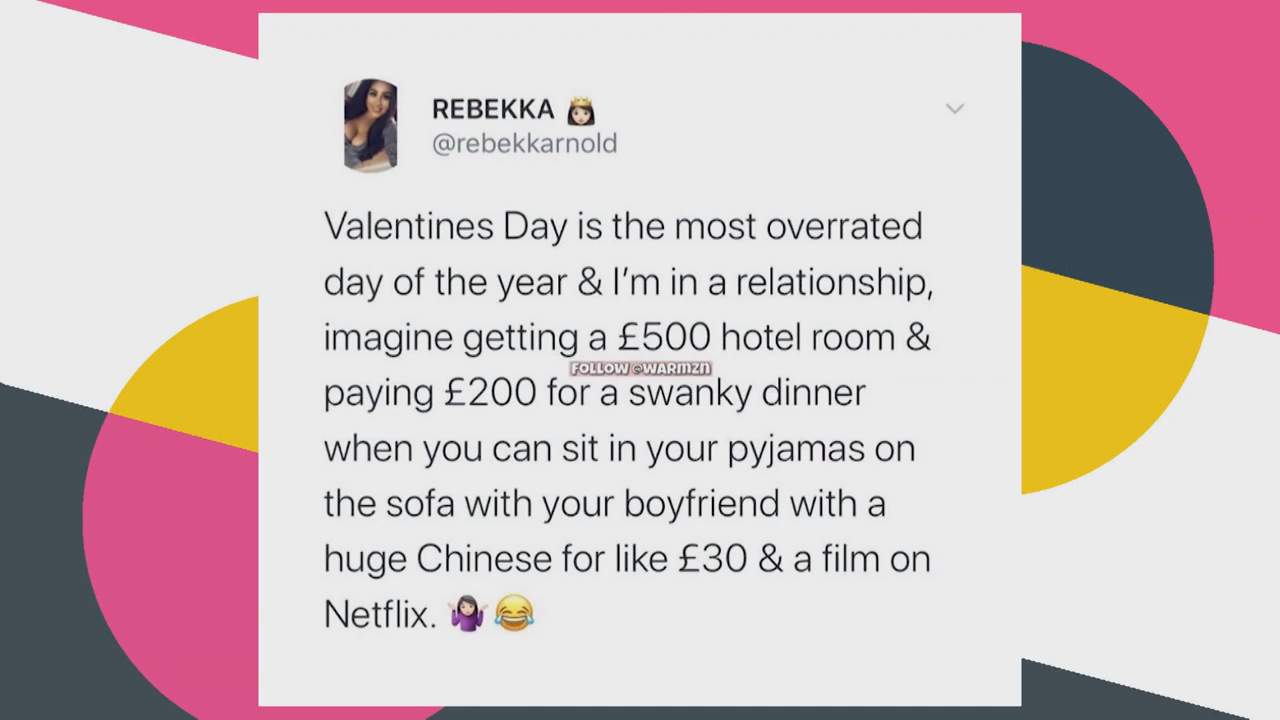 REBEKKA 👸🏻
@rebekkarnold
Valentines Day is the most overrated
day of the year & I'm in a relationship,
imagine getting a £500 hotel room &
FOLLOW @WARMZN
paying £200 for a swanky dinner
when you can sit in your pyjamas on
the sofa with your boyfriend with a
huge Chinese for like £30 & a film on
Netflix. 🤷🏻‍♀️😂